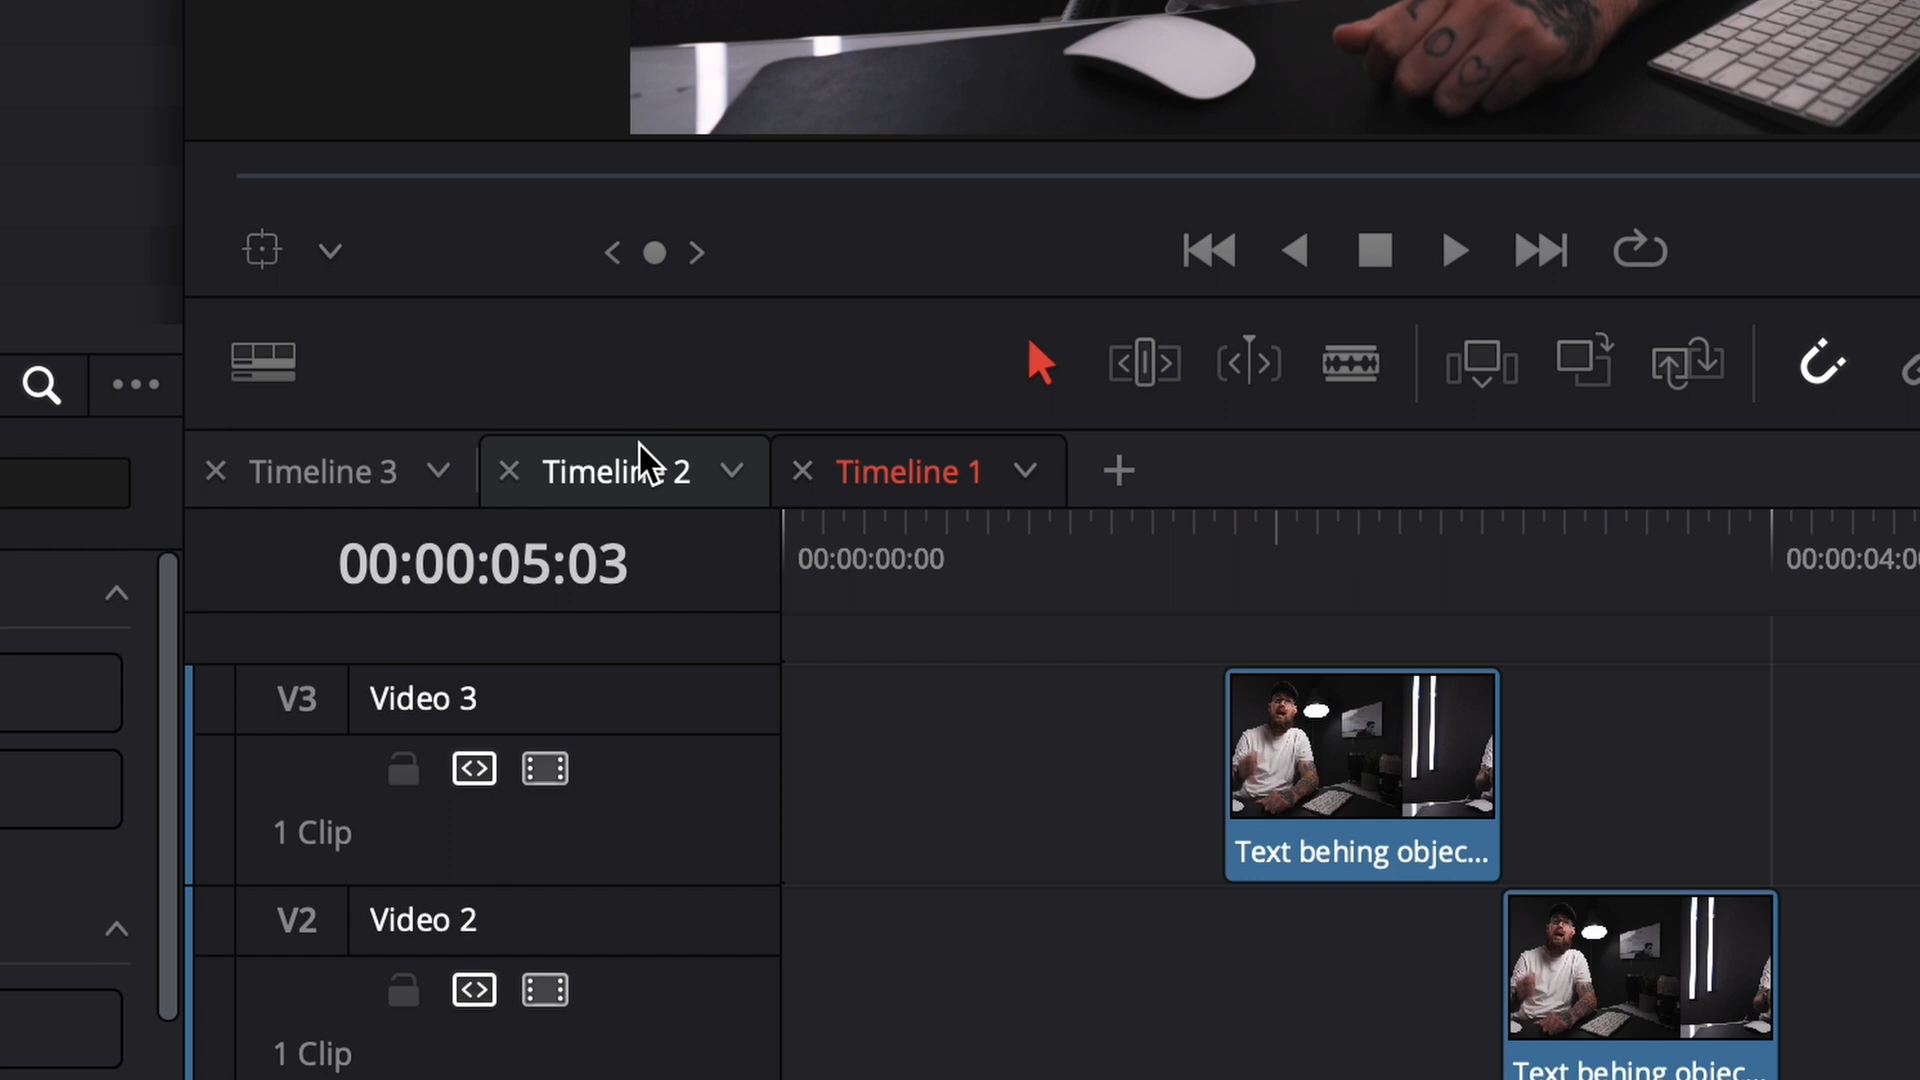 Timeline 3
Timeline 2
Timeline 1
00:00:05:03
00:00:00:00
00:00:04:0
V3
Video 3
1 Clip
Text behing objec...
V2
Video 2
1 Clip
Text behing objec...